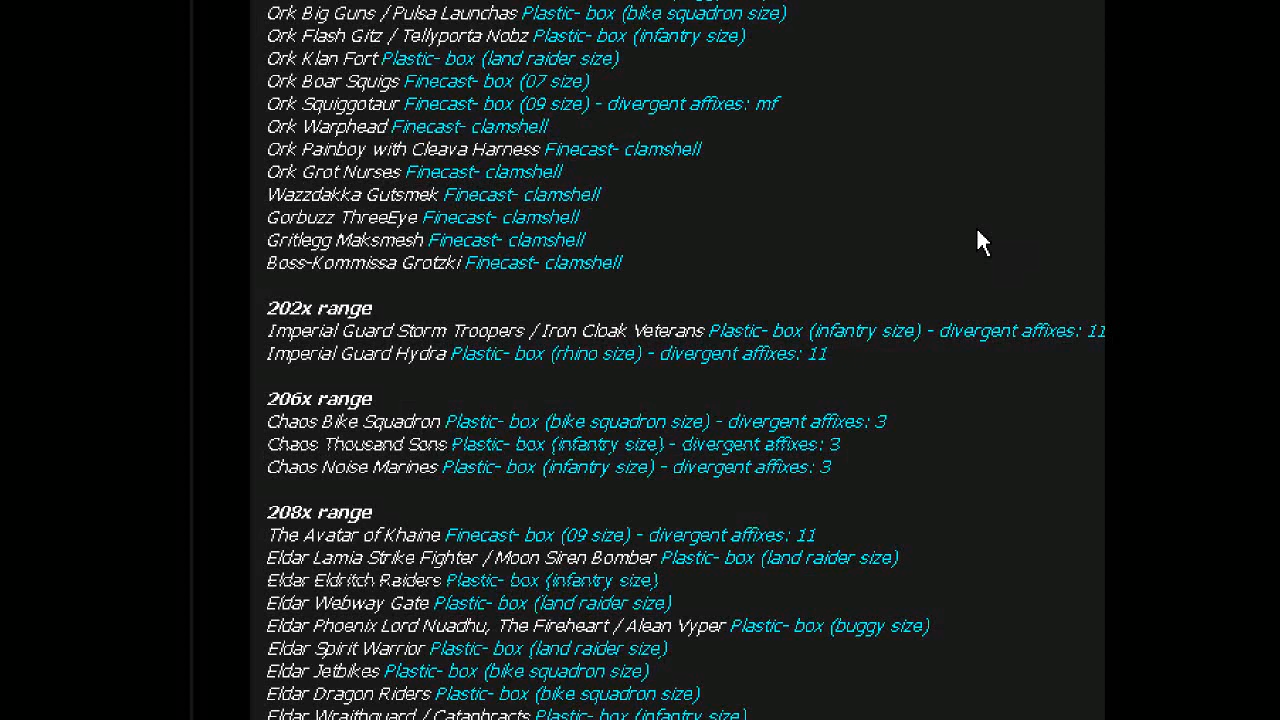 Ork Big Guns / Pulsa Launchas Plastic- box (bike squadron size)
Ork Flash Gitz / Tellyporta Nobz Plastic- box (infantry size)
Ork Klan Fort Plastic- box (land raider size)
Ork Boar Squigs Finecast- box (07 size)
Ork Squiggotaur Finecast- box (09 size) - divergent affixes: mf
Ork Warphead Finecast- clamshell
Ork Painboy with Cleava Harness Finecast- clamshell
Ork Grot Nurses Finecast- clamshell
Wazzdakka Gutsmek Finecast- clamshell
Gorbuzz ThreeEye Finecast- clamshell
Gritlegg Maksmesh Finecast- clamshell
Boss-Kommissa Grotzki Finecast- clamshell
202x range
Imperial Guard Storm Troopers / Iron Cloak Veterans Plastic- box (infantry size) - divergent affixes: 11
Imperial Guard Hydra Plastic- box (rhino size) - divergent affixes: 11
206x range
Chaos Bike Squadron Plastic- box (bike squadron size) - divergent affixes: 3
Chaos Thousand Sons Plastic- box (infantry size) - divergent affixes: 3
Chaos Noise Marines Plastic- box (infantry size) - divergent affixes: 3
208x range
The Avatar of Khaine Finecast- box (09 size) - divergent affixes: 11
Eldar Lamia Strike Fighter / Moon Siren Bomber Plastic- box (land raider size)
Eldar Eldritch Raiders Plastic- box (infantry size)
Eldar Webway Gate Plastic- box (land raider size)
Eldar Phoenix Lord Nuadhu, The Fireheart / Alean Vyper Plastic- box (buggy size)
Eldar Spirit Warrior Plastic- box (land raider size)
Eldar Jetbikes Plastic- box (bike squadron size)
Eldar Dragon Riders Plastic- box (bike squadron size)
Eldar Wraithguard / Cataphracts Plastic- box (infantry size)